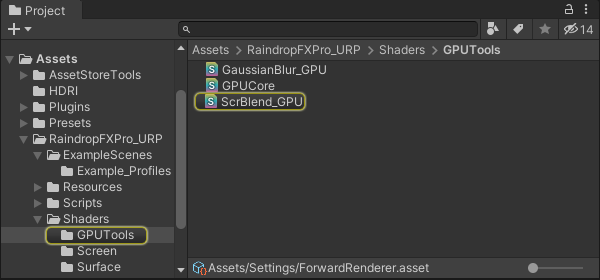 Project
14
Assets
AssetStoreTools
HDRI
Plugins
Presets
RaindropFXPro_URP
ExampleScenes
Example_Profiles
Resources
Scripts
Shaders
GPUTools
Screen
Surface
Assets > RaindropFXPro_URP > Shaders > GPUTools
GaussianBlur_GPU
GPUCore
ScrBlend_GPU
Assets/Settings/ForwardRenderer.asset